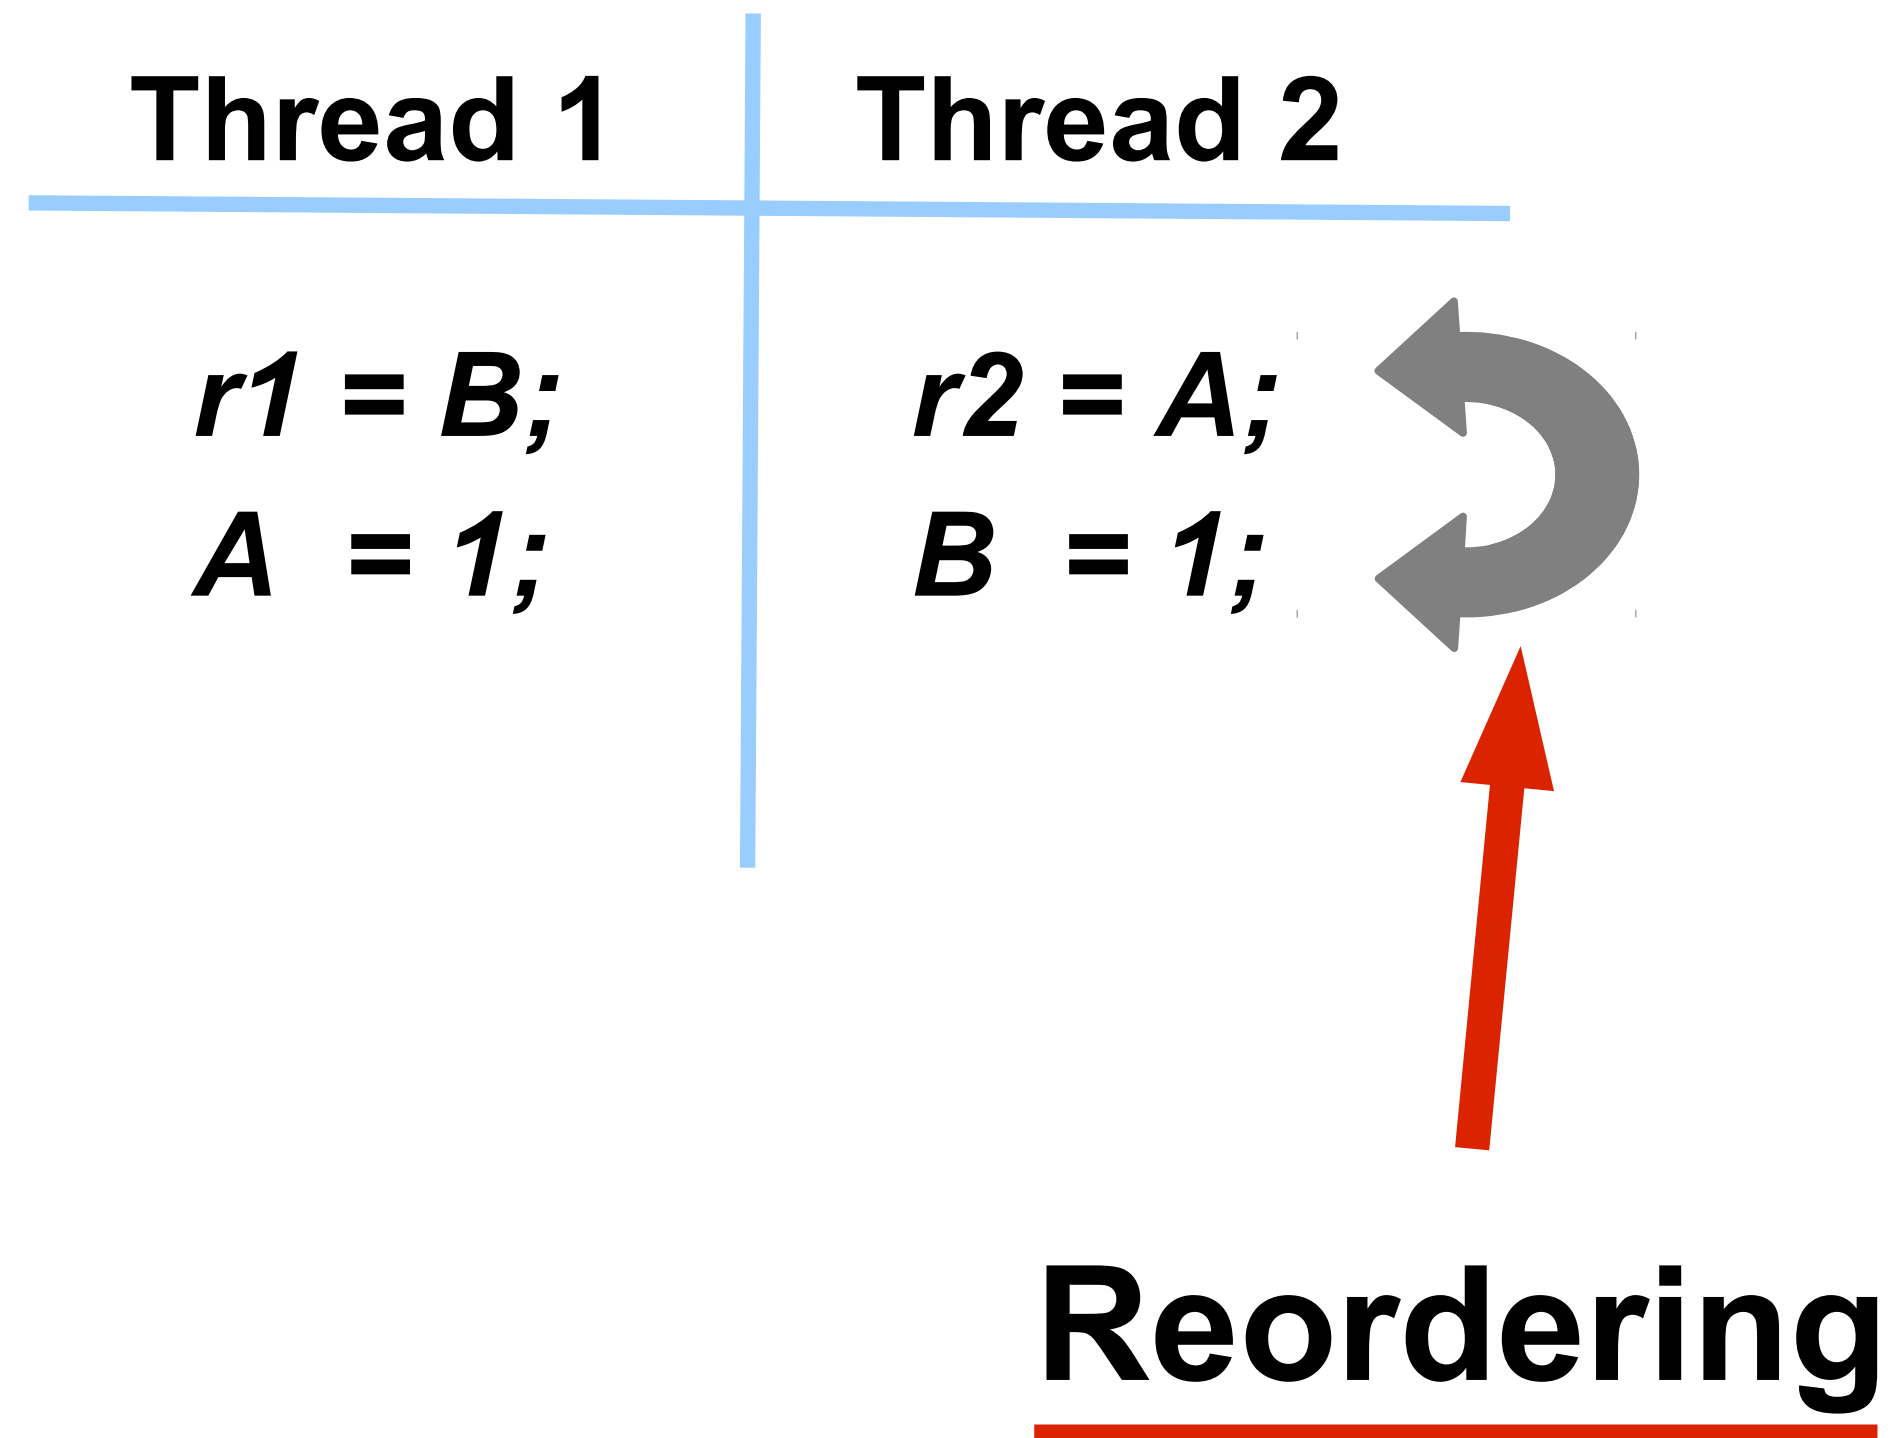 Thread 1 Thread 2
r1 = B; r2 = A;
A = 1; B = 1;
Reordering